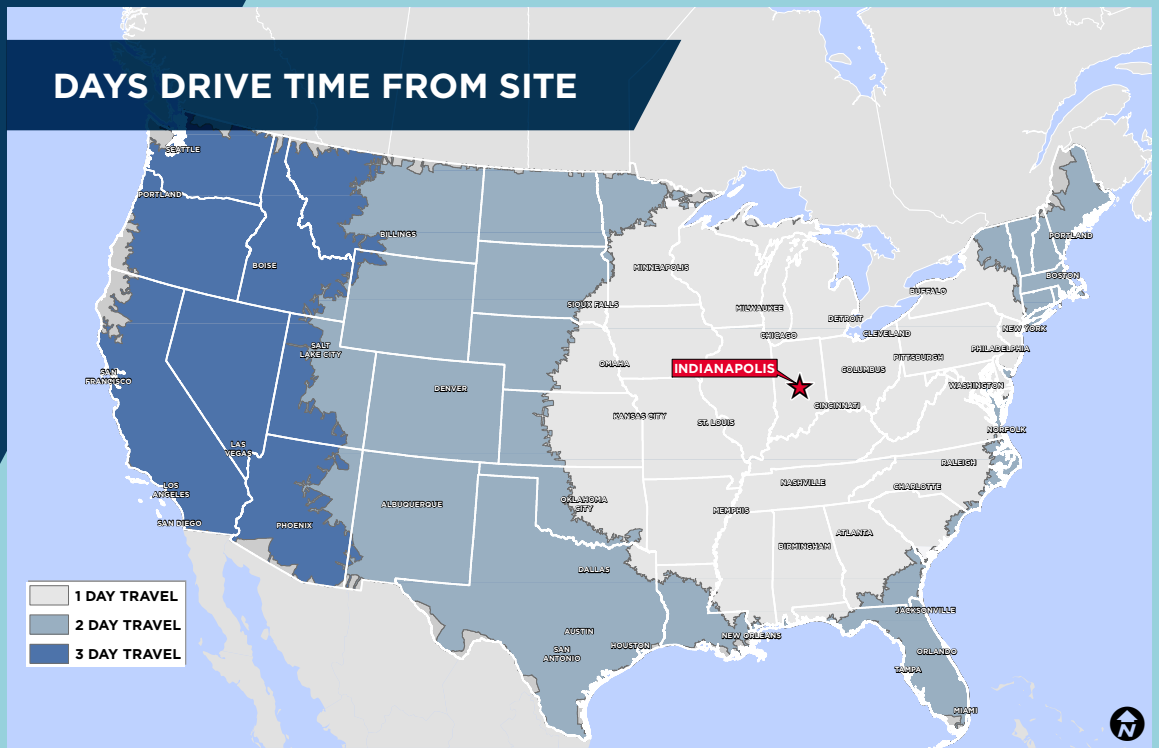 DAYS DRIVE TIME FROM SITE
SEATTLE
PORTLAND
BILLINGS
BOISE
MINNEAPOLIS
PORTLAND
BOSTON
BUFFALO
SIOUX FALLS
MILWAUKEE
DETROIT
CHICAGO
CLEVELAND
NEW YORK
SALT
LAKE CITY
OMAHA
PITTSBURGH
PHILADELPHIA
INDIANAPOLIS
COLUMBUS
SAN
FRANCISCO
DENVER
WASHINGTON
CINCINNATI
KANSAS CITY
ST. LOUIS
NORFOLK
LAS
VEGAS
RALEIGH
LOS
ANGELES
NASHVILLE
CHARLOTTE
ALBUQUERQUE
OKLAHOMA
CITY
MEMPHIS
SAN DIEGO
PHOENIX
ATLANTA
BIRMINGHAM
DALLAS
JACKSONVILLE
AUSTIN
NEW ORLEANS
HOUSTON
SAN
ANTONIO
ORLANDO
TAMPA
MIAMI
1 DAY TRAVEL
2 DAY TRAVEL
3 DAY TRAVEL
N